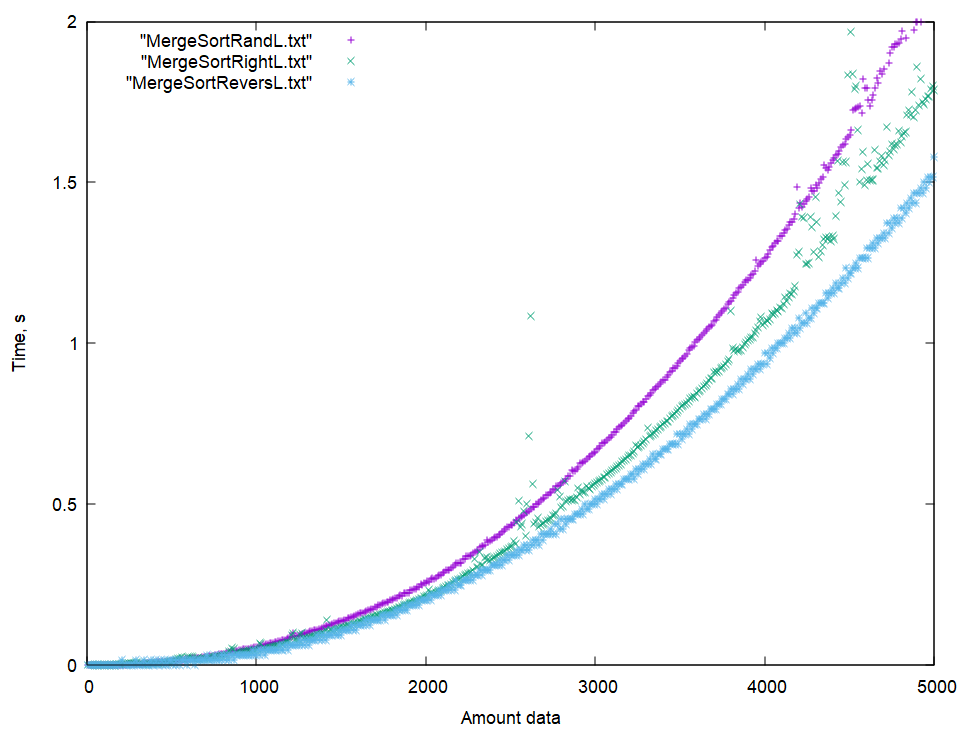 "MergeSortRandL.txt"
"MergeSortRightL.txt"
"MergeSortReversL.txt"
2
1.5
1
0.5
0
Time, s
0 1000 2000 3000 4000 5000
Amount data